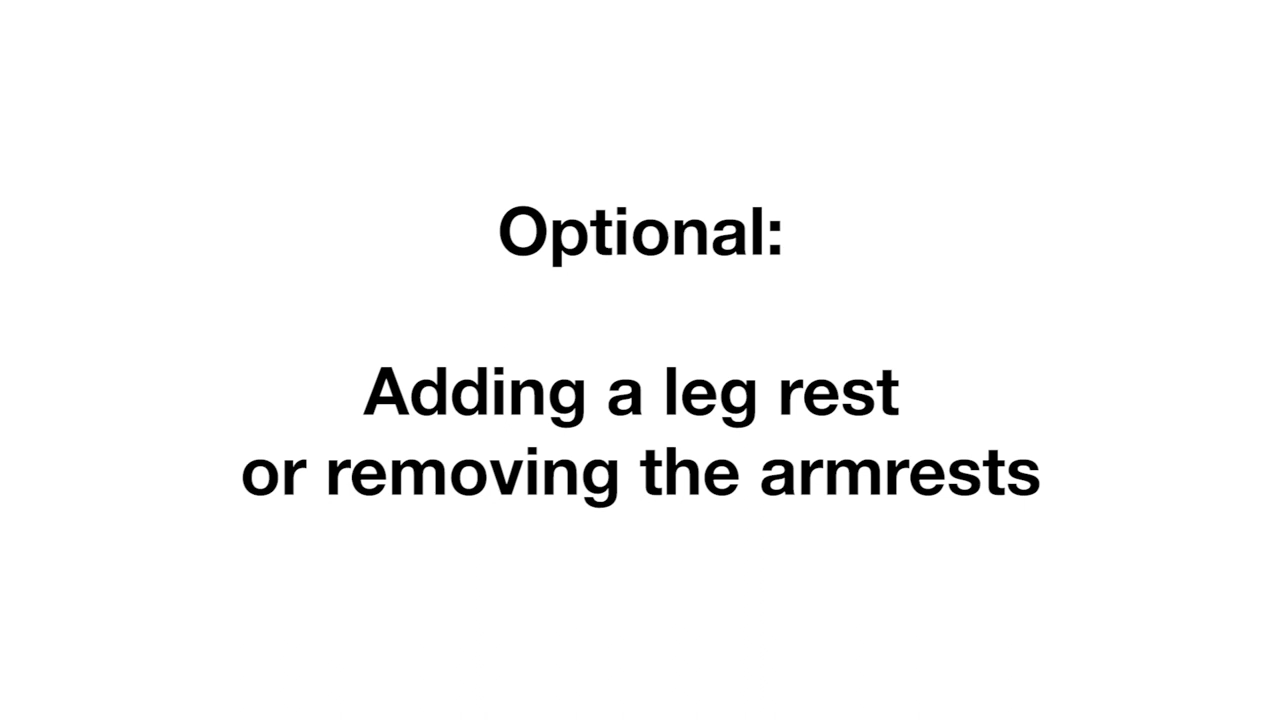 Optional:
Adding a leg rest
or removing the armrests